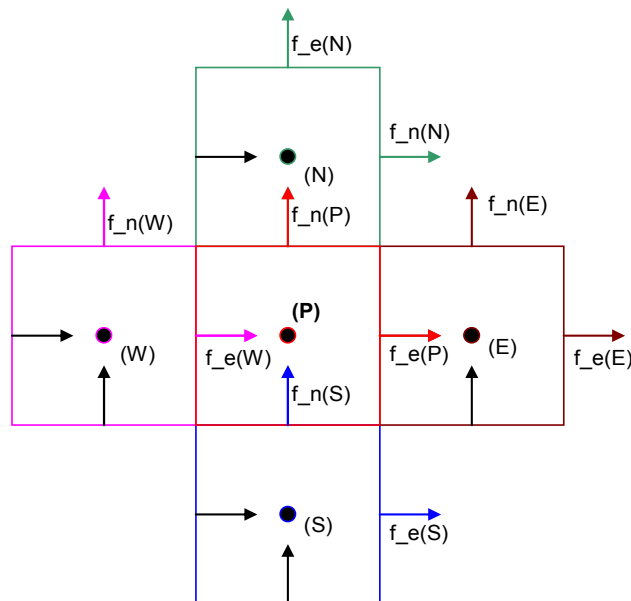 f_e(N)
f_n(N)
(N)
f_n(W)
f_n(P)
f_n(E)
(P)
(W)
f_e(W)
f_e(P)
(E)
f_e(E)
f_n(S)
(S)
f_e(S)